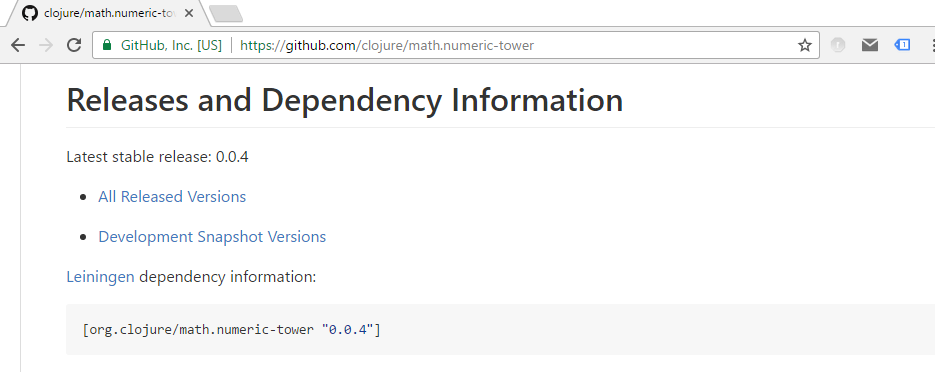 clojure/math.numeric-to
GitHub, Inc. [US] https://github.com/clojure/math.numeric-tower
Releases and Dependency Information
Latest stable release: 0.0.4
All Released Versions
Development Snapshot Versions
Leiningen dependency information:
[org.clojure/math.numeric-tower "0.0.4"]